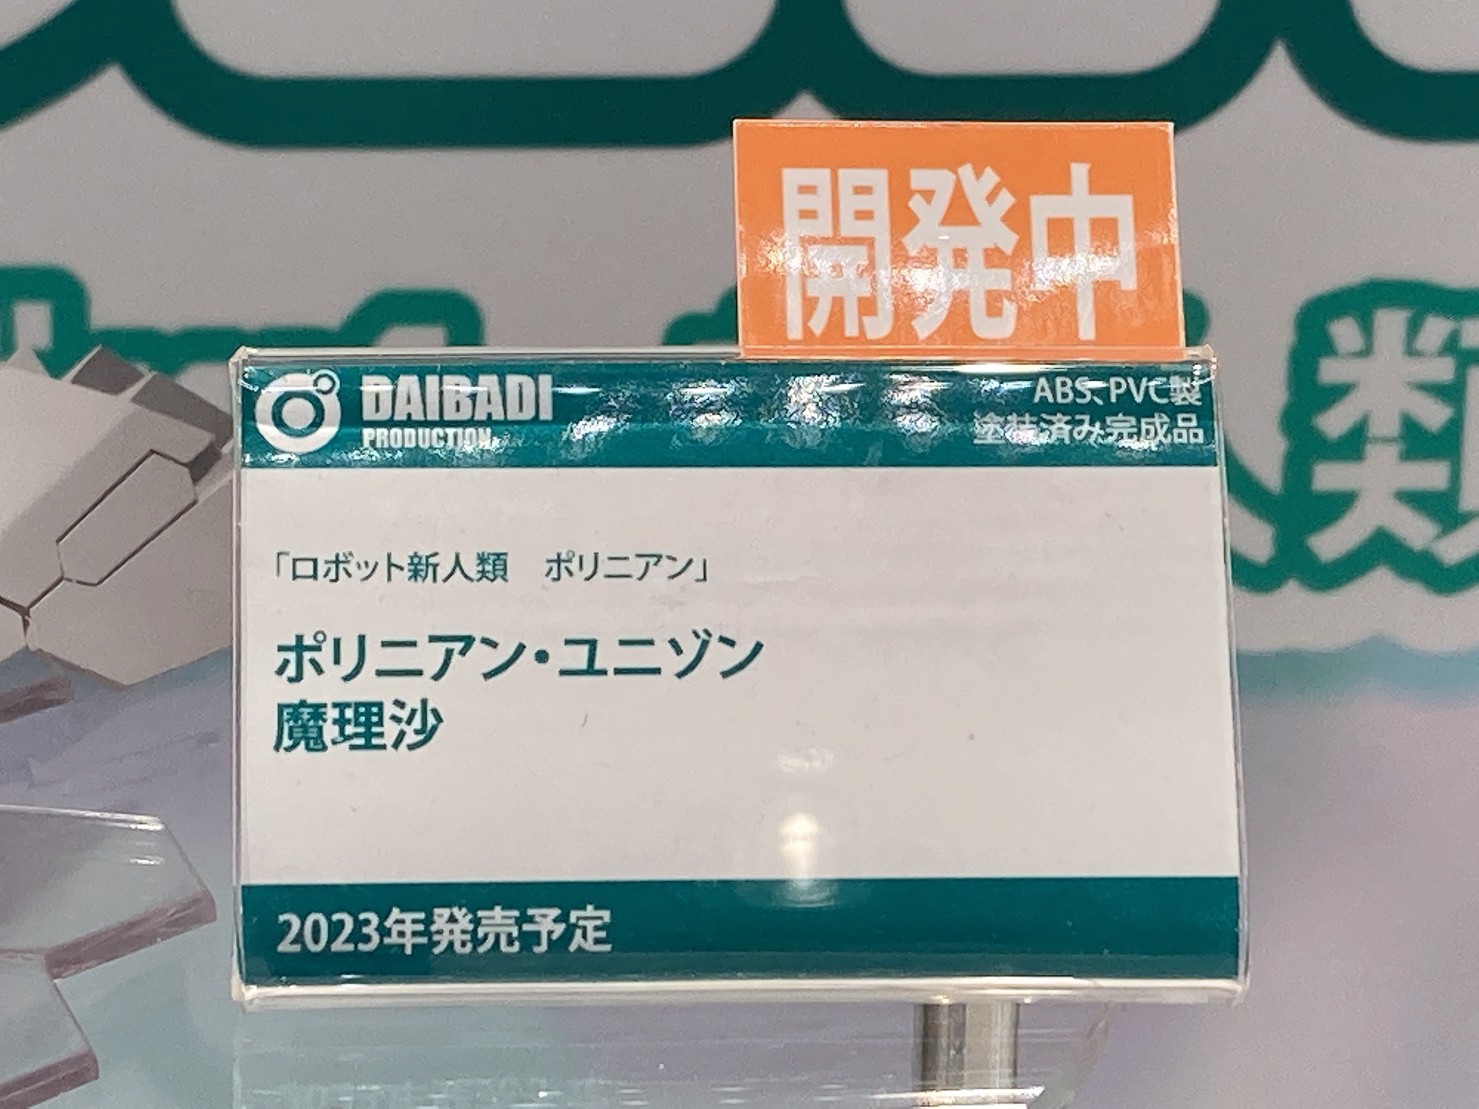 開発中
DAIBADI
PRODUCTION
ABS、PVC製
塗装済み完成品
「ロボット新人類　ポリニアン」
ポリニアン・ユニゾン
魔理沙
2023年発売予定
類